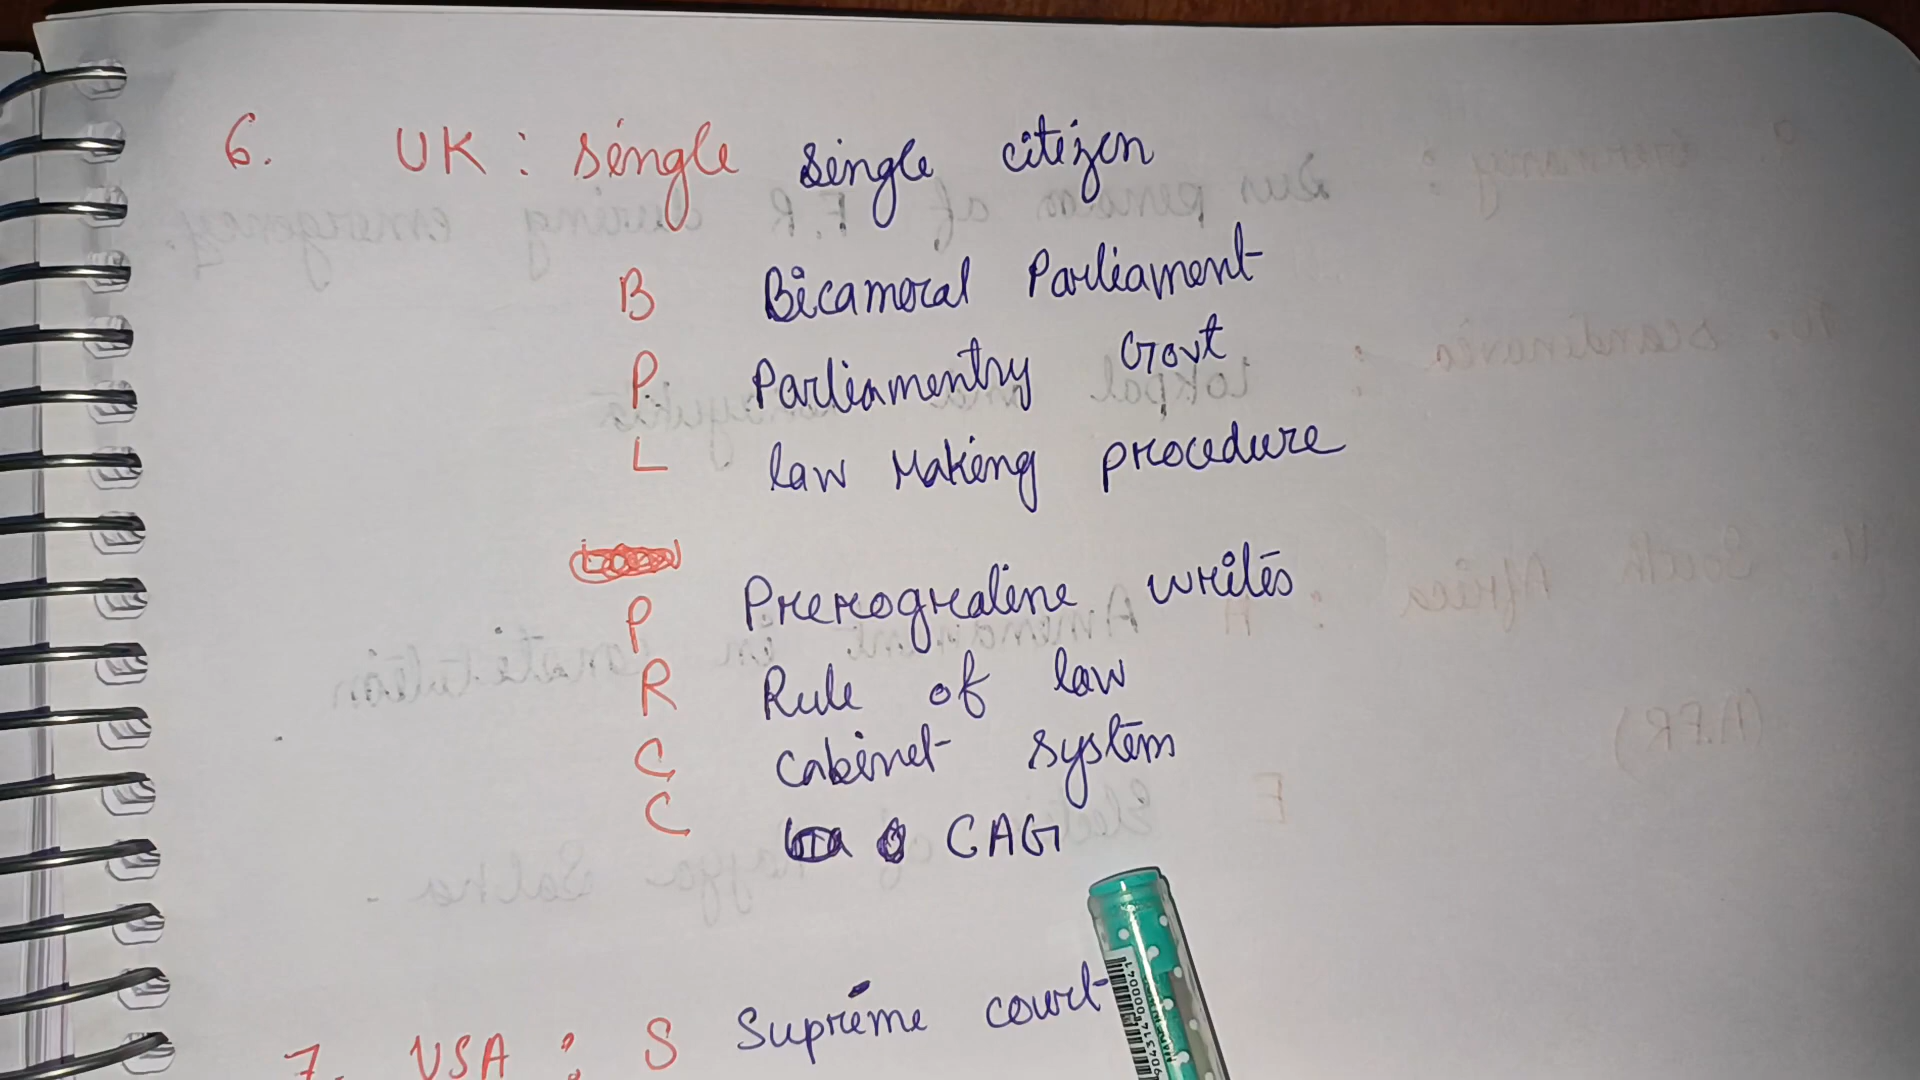 6. UK : single single citizen
B Bicameral Parliament
P Parliamentry Govt
L law Making procedure
P Prerogrative writes
R Rule of law
C Cabinet system
C CAG
7. USA : S Supreme court